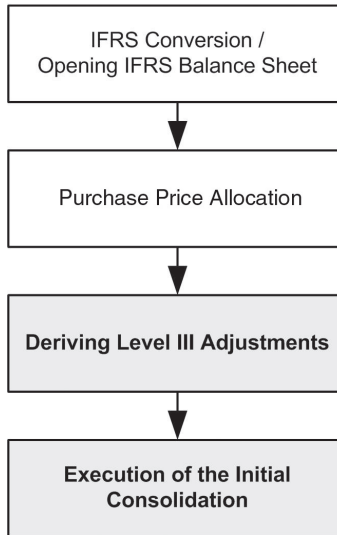 IFRS Conversion /
Opening IFRS Balance Sheet
Purchase Price Allocation
Deriving Level III Adjustments
Execution of the Initial
Consolidation